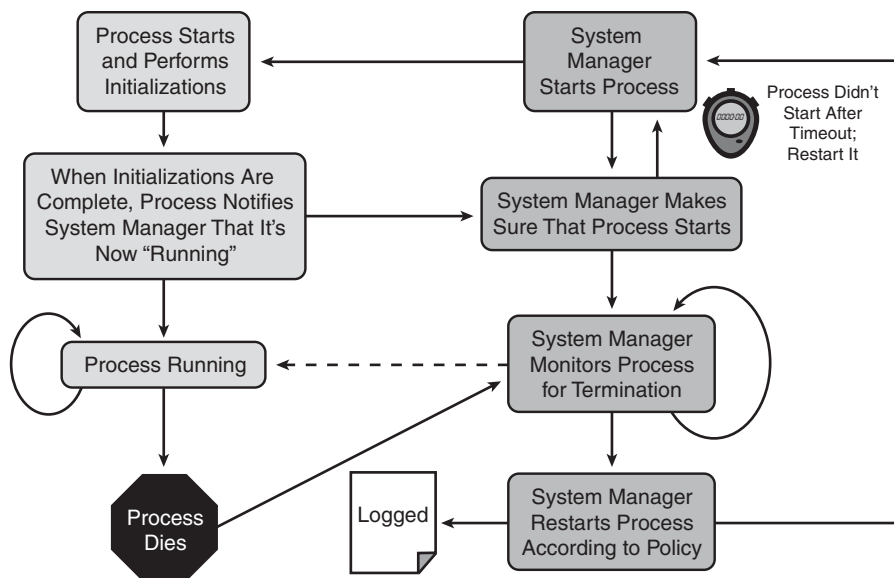 Process Starts
and Performs
Initializations
System
Manager
Starts Process
Process Didn’t
Start After
Timeout;
Restart It
When Initializations Are
Complete, Process Notifies
System Manager That It’s
Now “Running”
System Manager Makes
Sure That Process Starts
Process Running
System Manager
Monitors Process
for Termination
Process
Dies
Logged
System Manager
Restarts Process
According to Policy